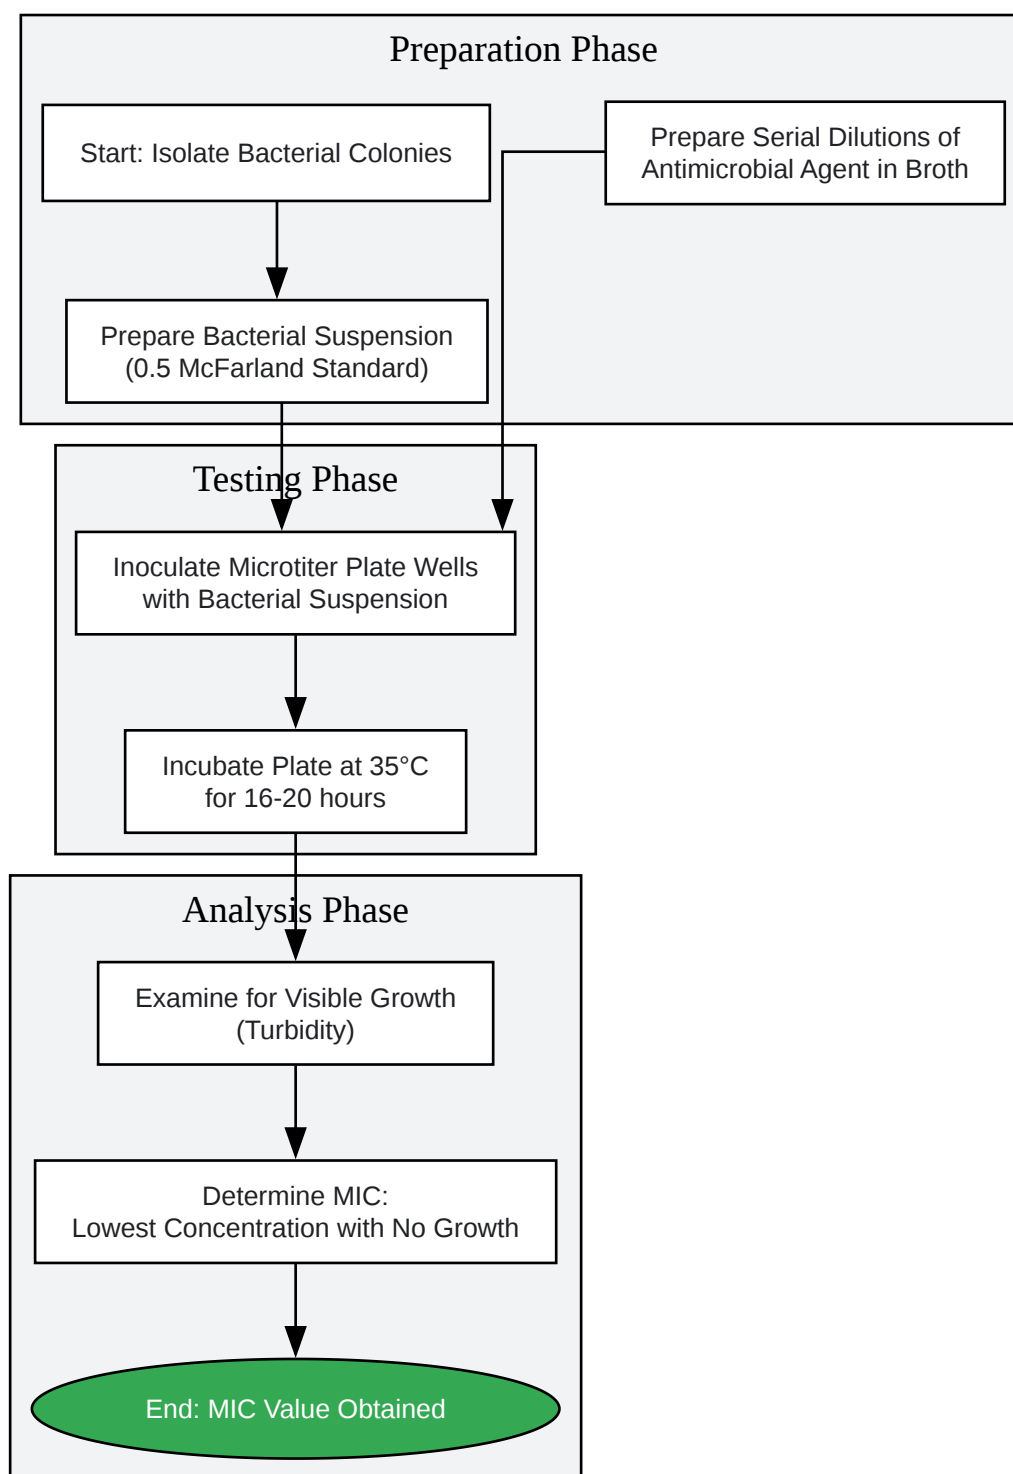 Preparation Phase
Start: Isolate Bacterial Colonies
Prepare Serial Dilutions of
Antimicrobial Agent in Broth
Prepare Bacterial Suspension
(0.5 McFarland Standard)
Testing Phase
Inoculate Microtiter Plate Wells
with Bacterial Suspension
Incubate Plate at 35°C
for 16-20 hours
Analysis Phase
Examine for Visible Growth
(Turbidity)
Determine MIC:
Lowest Concentration with No Growth
End: MIC Value Obtained